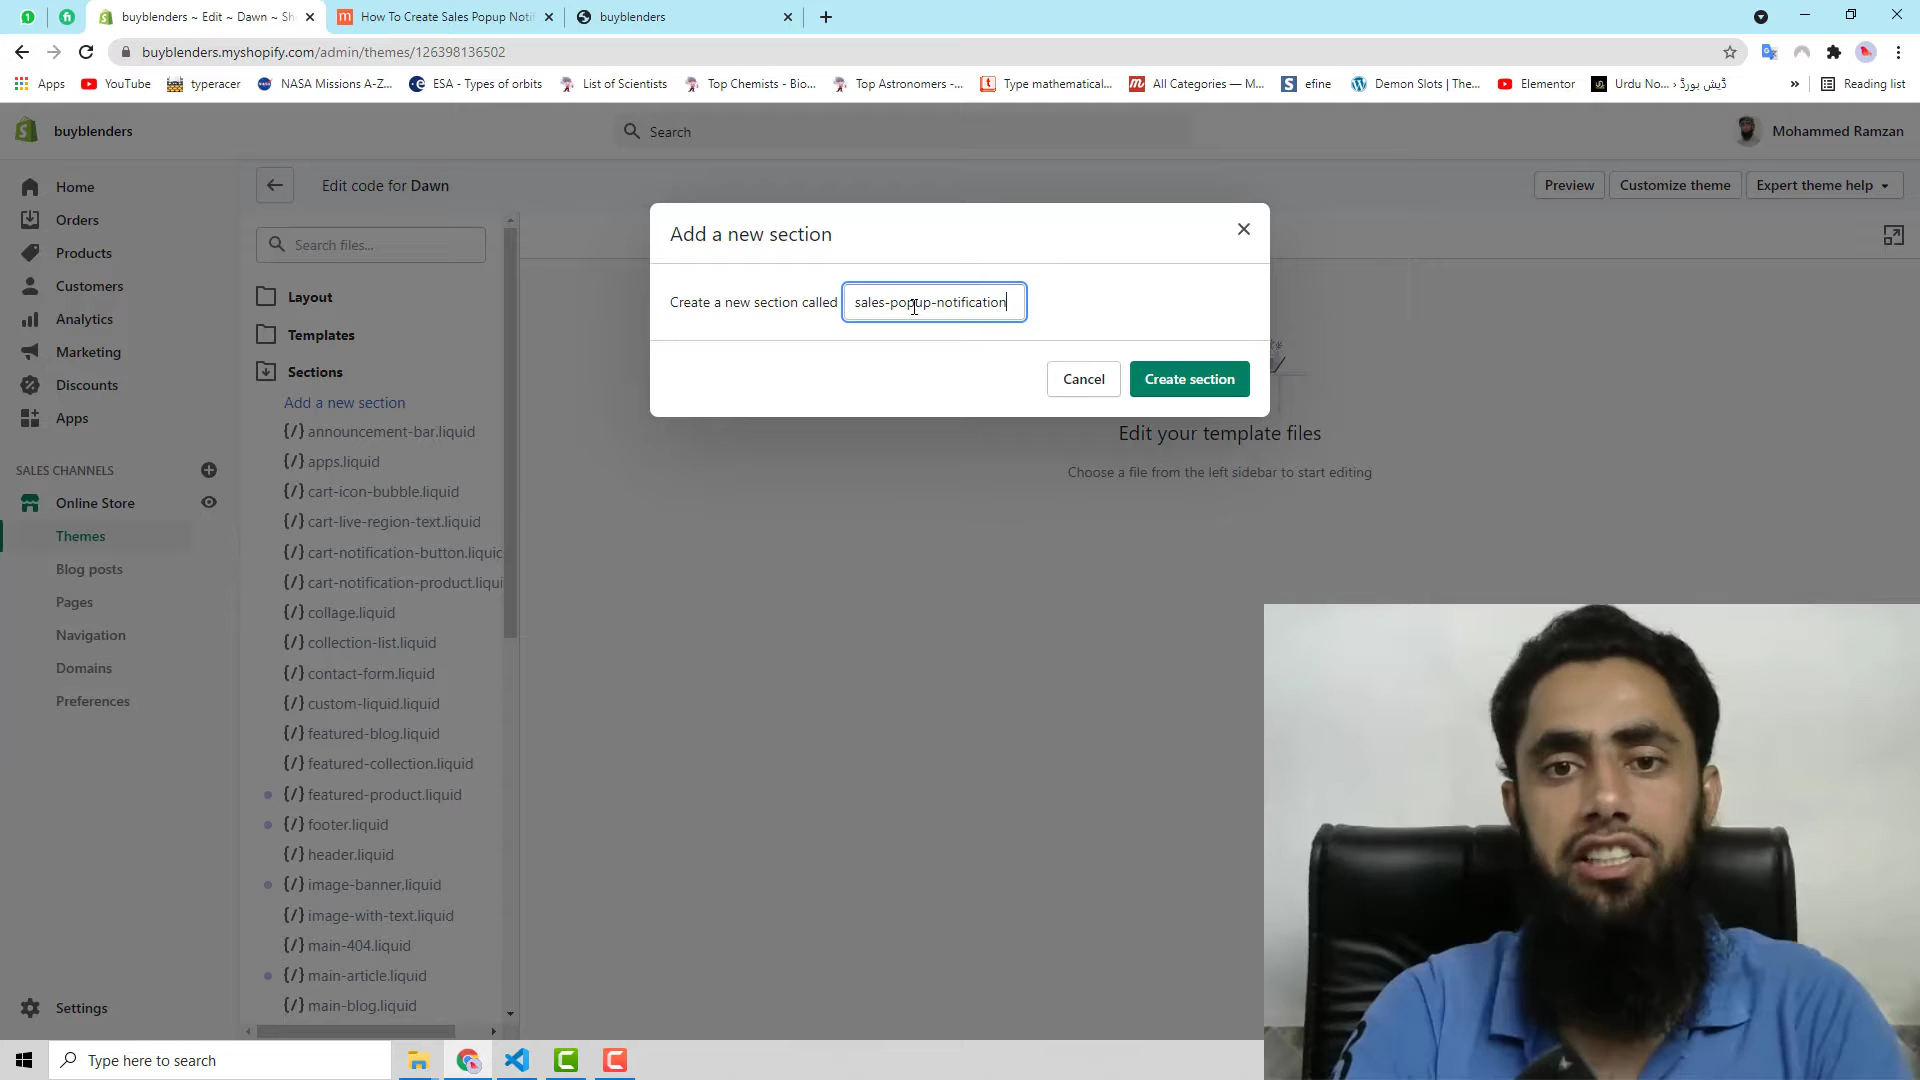 buyblenders ~ Edit ~ Dawn ~ Sh
How To Create Sales Popup Notif
buyblenders
buyblenders.myshopify.com/admin/themes/126398136502
Apps
YouTube
typeracer
NASA Missions A-Z...
ESA - Types of orbits
List of Scientists
Top Chemists - Bio...
Top Astronomers -...
Type mathematical...
All Categories — M...
efine
Demon Slots | The...
Elementor
Urdu No... › ڈیش بورڈ
»
Reading list
buyblenders
Search
Mohammed Ramzan
Home
Orders
Products
Customers
Analytics
Marketing
Discounts
Apps
SALES CHANNELS
Online Store
Themes
Blog posts
Pages
Navigation
Domains
Preferences
Settings
Edit code for Dawn
Preview
Customize theme
Expert theme help
Search files...
Layout
Templates
Sections
Add a new section
{/} announcement-bar.liquid
{/} apps.liquid
{/} cart-icon-bubble.liquid
{/} cart-live-region-text.liquid
{/} cart-notification-button.liquid
{/} cart-notification-product.liqui
{/} collage.liquid
{/} collection-list.liquid
{/} contact-form.liquid
{/} custom-liquid.liquid
{/} featured-blog.liquid
{/} featured-collection.liquid
{/} featured-product.liquid
{/} footer.liquid
{/} header.liquid
{/} image-banner.liquid
{/} image-with-text.liquid
{/} main-404.liquid
{/} main-article.liquid
{/} main-blog.liquid
Add a new section
Create a new section called sales-popup-notification
Cancel
Create section
Edit your template files
Choose a file from the left sidebar to start editing
Type here to search